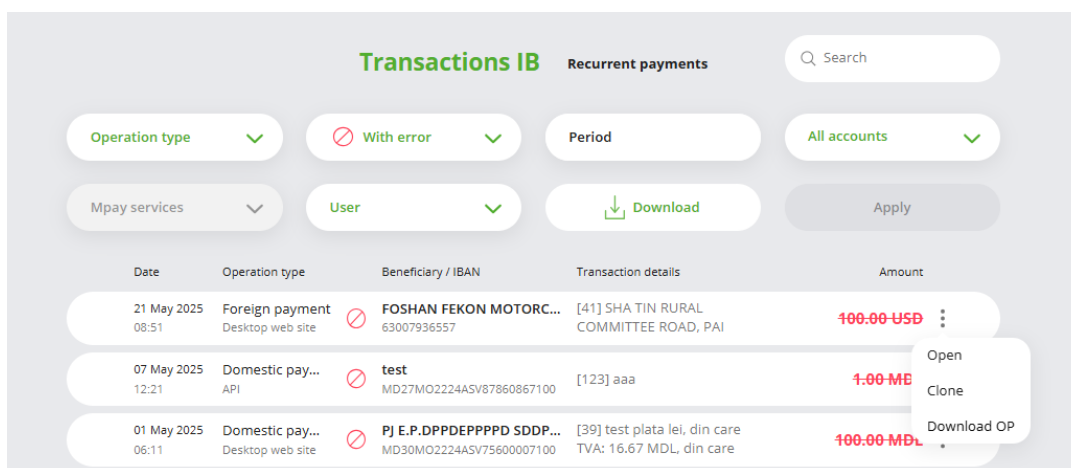 Transactions IB
Recurrent payments
Search
Operation type
With error
Period
All accounts
Mpay services
User
Download
Apply
Date Operation type Beneficiary / IBAN Transaction details Amount
21 May 2025 Foreign payment FOSHAN FEKON MOTORC... [41] SHA TIN RURAL 100.00 USD
08:51 Desktop web site 63007936557 COMMITTEE ROAD, PAI
Open
Clone
Download OP
07 May 2025 Domestic pay... test [123] aaa 1.00 MD
12:21 API MD27MO2224ASV87860867100
01 May 2025 Domestic pay... PJ E.P.DPPDEPPPPD SDDP... [39] test plata lei, din care 100.00 MDL
06:11 Desktop web site MD30MO2224ASV75600007100 TVA: 16.67 MDL, din care